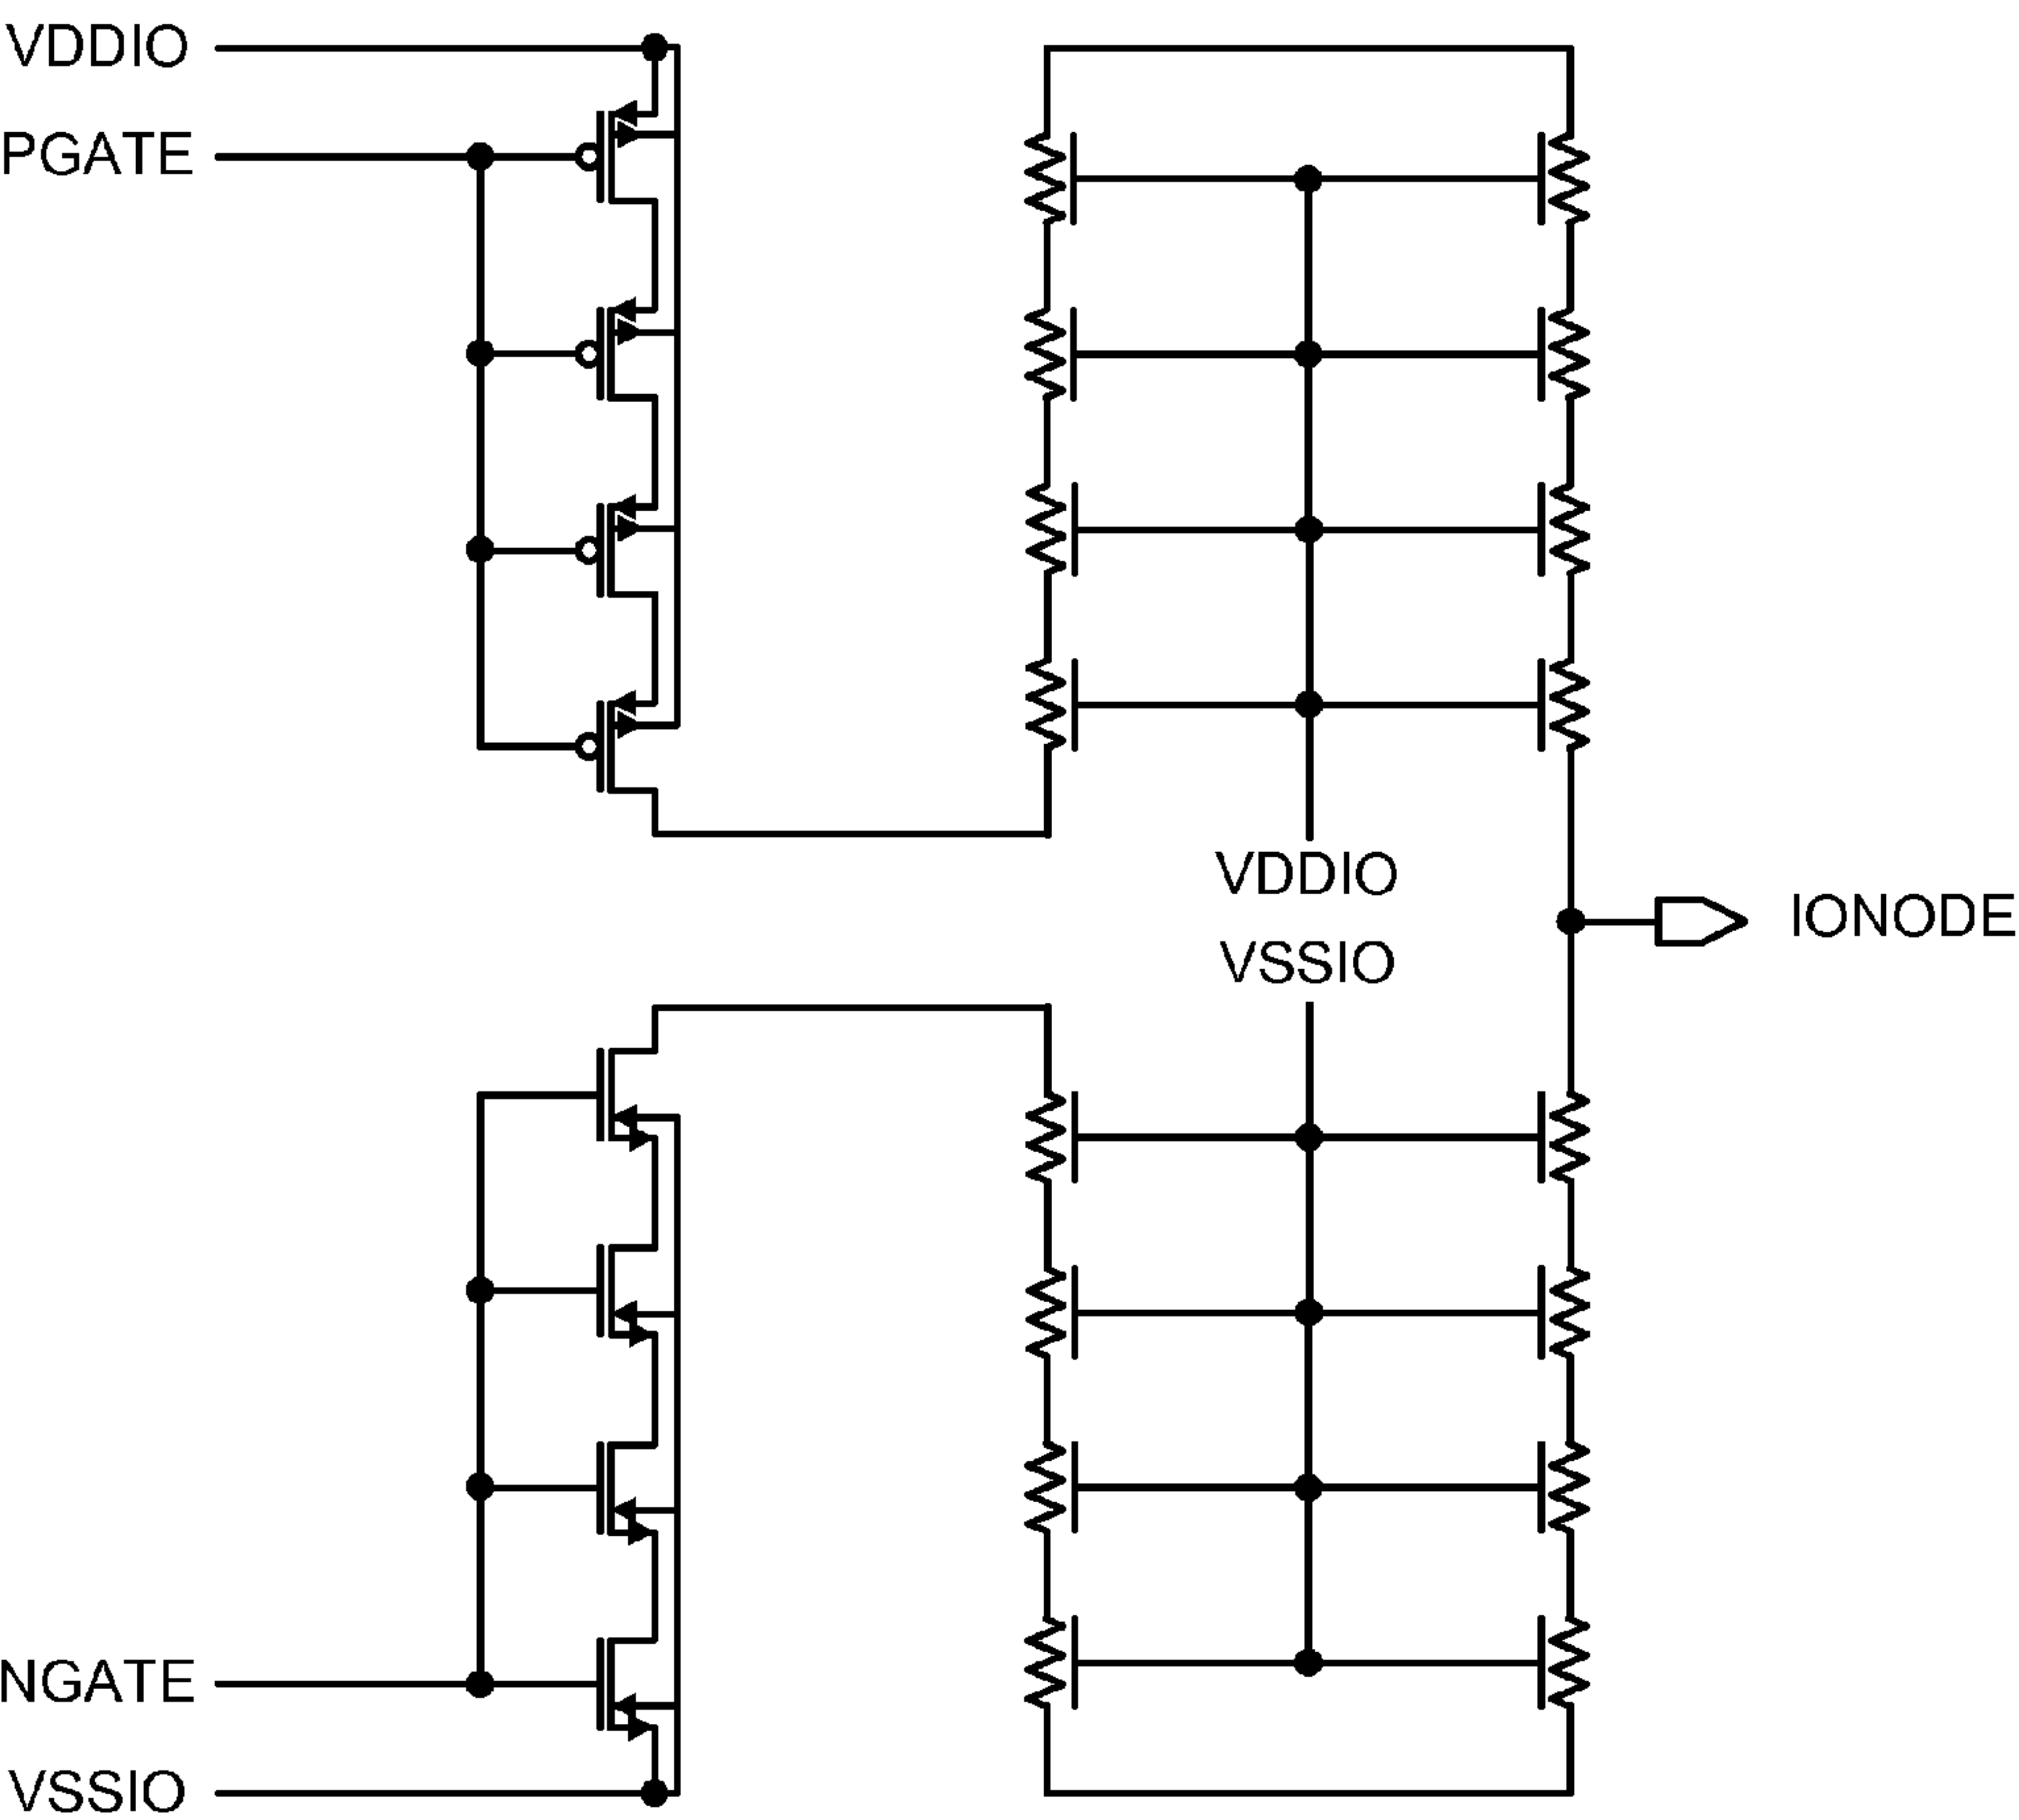 VDDIO
PGATE
VDDIO
IONODE
VSSIO
NGATE
VSSIO